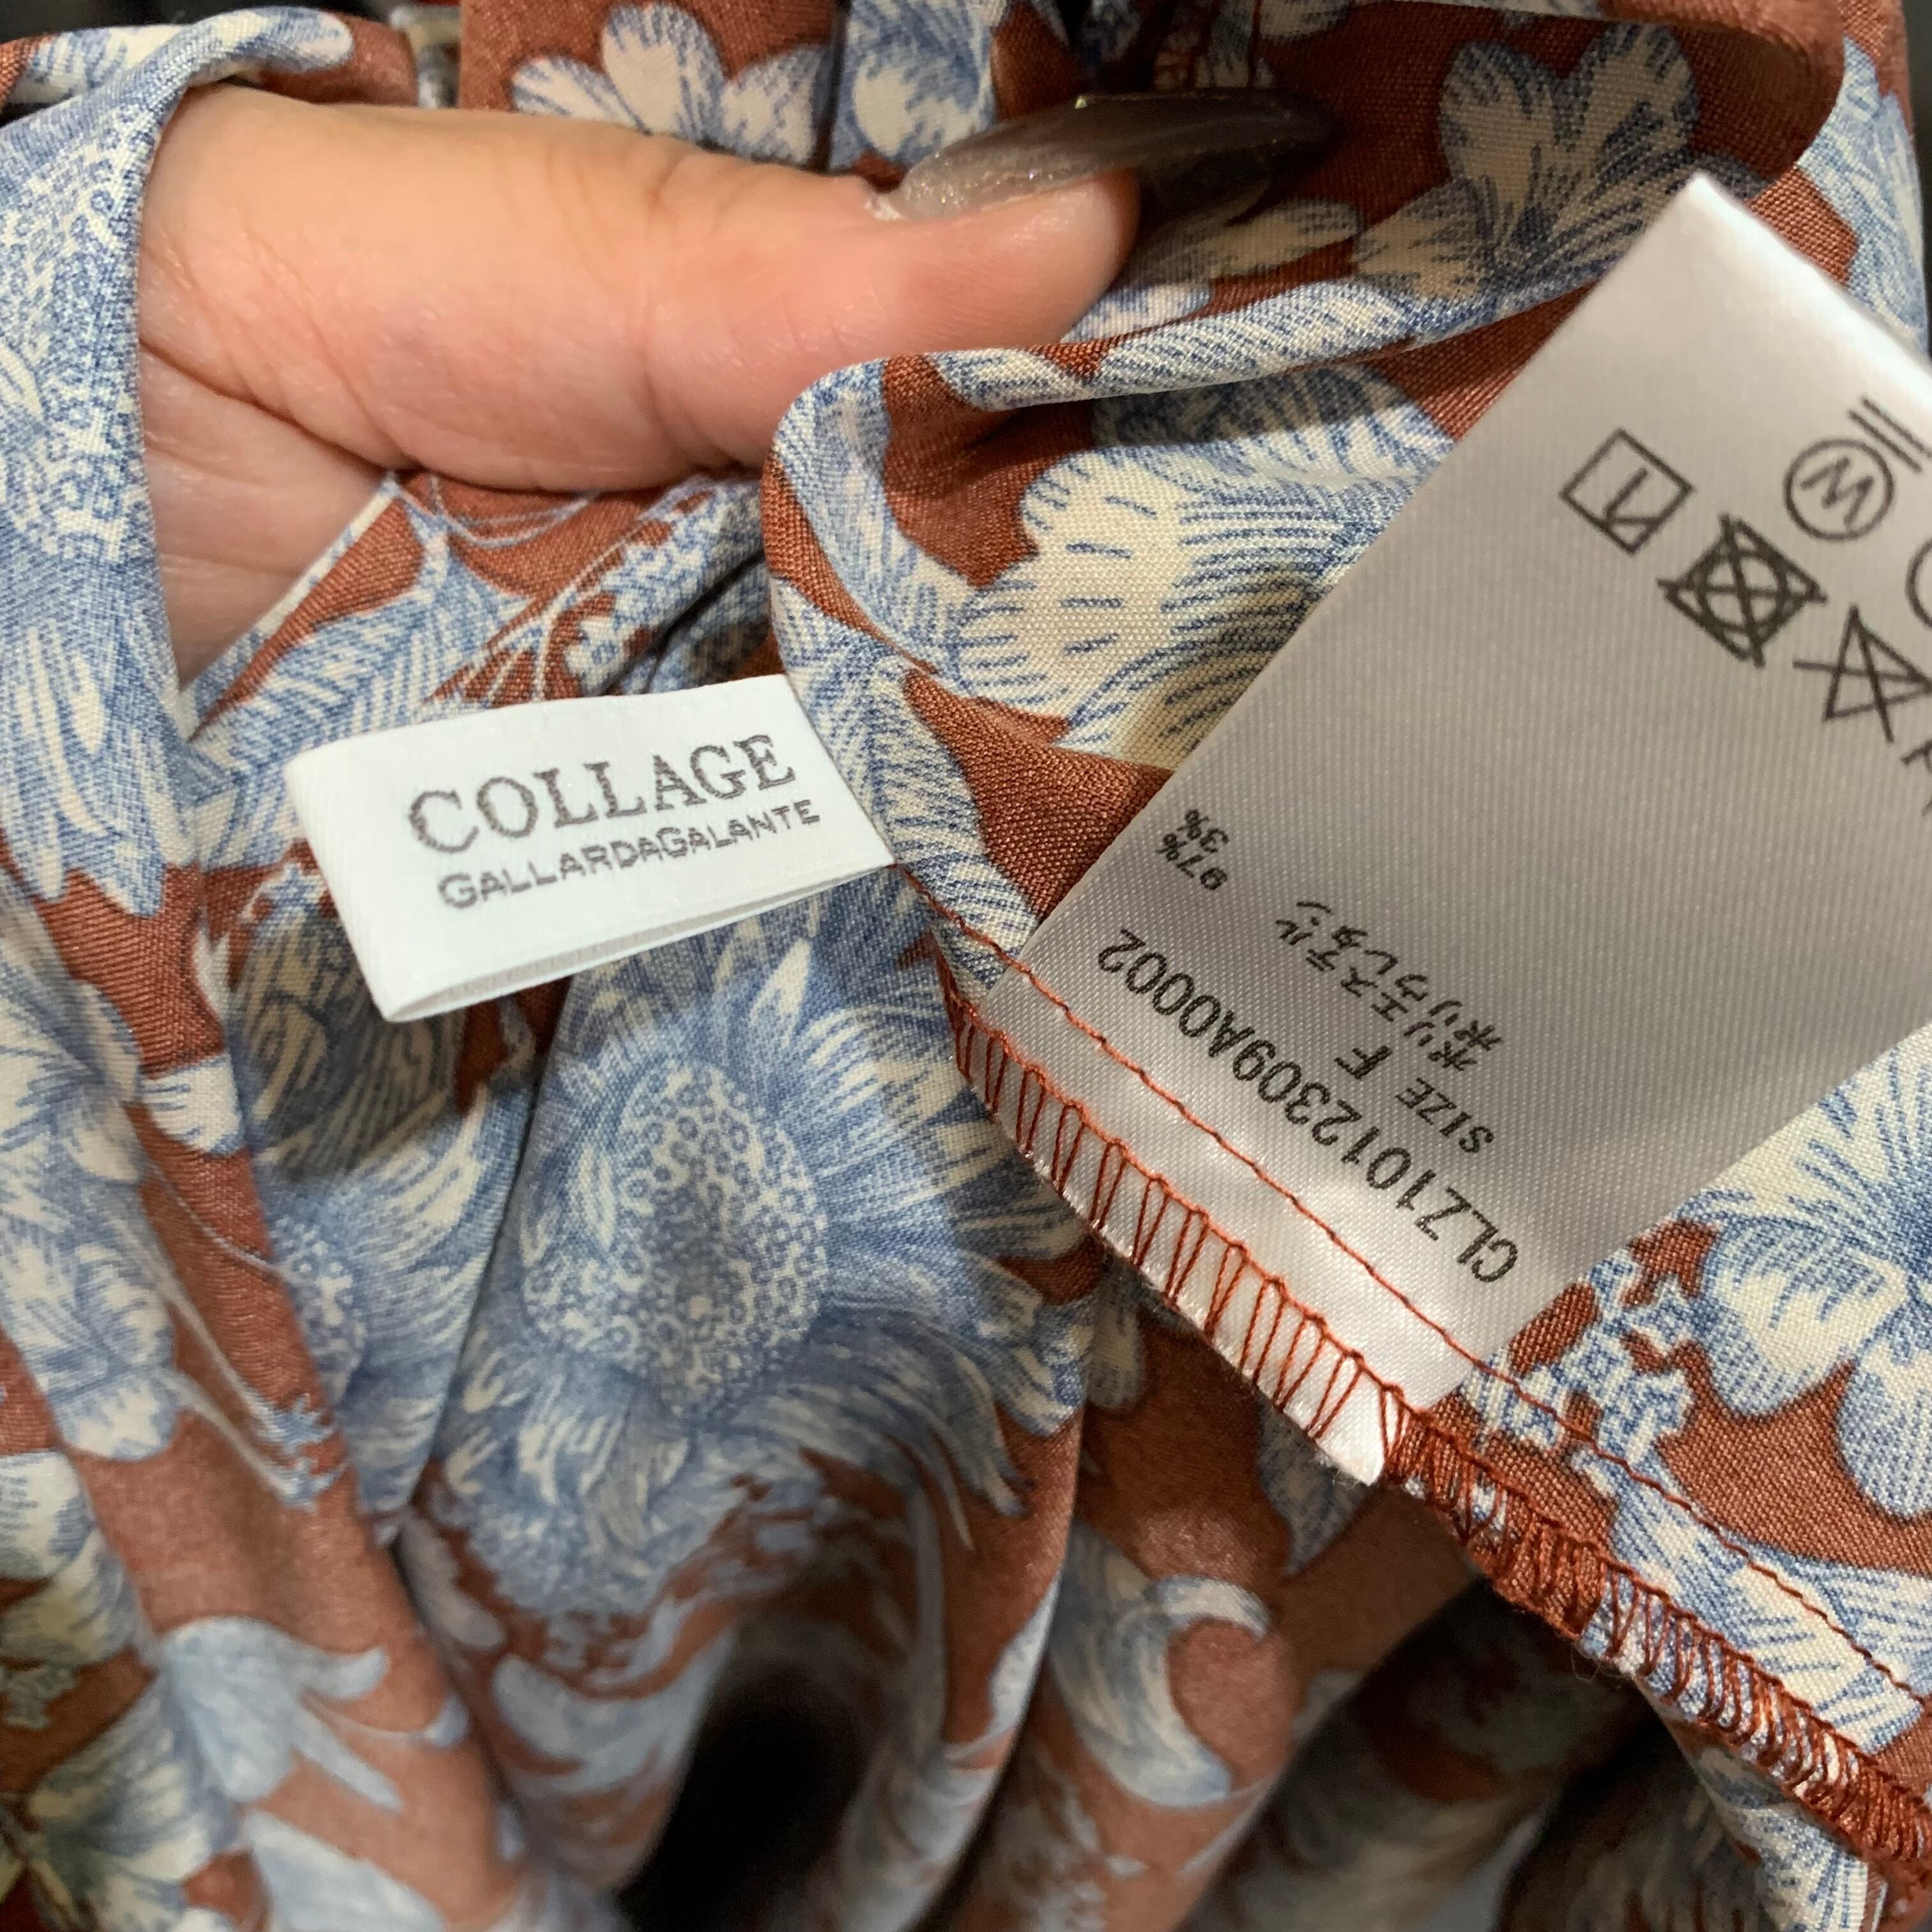 COLLAGE
GALLARDAGALANTE
CLZ1012309A0002
SIZE F
ポリエステル 97%
ポリウレタン 3%
W